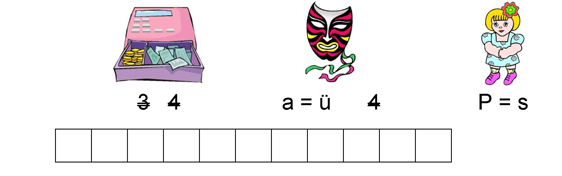 3 4 a = ü 4 P = s